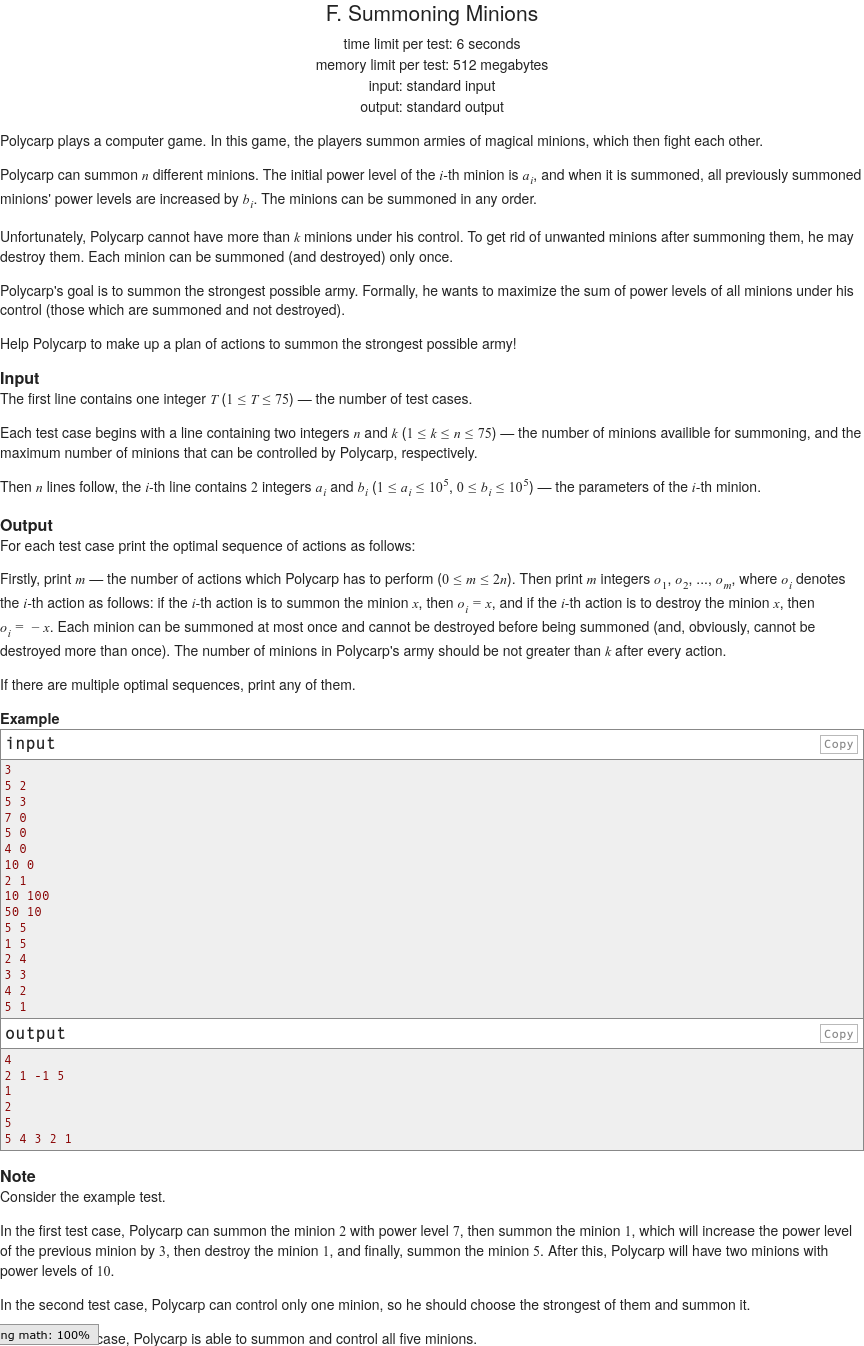 F. Summoning Minions
time limit per test: 6 seconds
memory limit per test: 512 megabytes
input: standard input
output: standard output
Polycarp plays a computer game. In this game, the players summon armies of magical minions, which then fight each other.
Polycarp can summon n different minions. The initial power level of the i-th minion is a_i, and when it is summoned, all previously summoned
minions' power levels are increased by b_i. The minions can be summoned in any order.
Unfortunately, Polycarp cannot have more than k minions under his control. To get rid of unwanted minions after summoning them, he may
destroy them. Each minion can be summoned (and destroyed) only once.
Polycarp's goal is to summon the strongest possible army. Formally, he wants to maximize the sum of power levels of all minions under his
control (those which are summoned and not destroyed).
Help Polycarp to make up a plan of actions to summon the strongest possible army!
Input
The first line contains one integer T (1 ≤ T ≤ 75) — the number of test cases.
Each test case begins with a line containing two integers n and k (1 ≤ k ≤ n ≤ 75) — the number of minions availible for summoning, and the
maximum number of minions that can be controlled by Polycarp, respectively.
Then n lines follow, the i-th line contains 2 integers a_i and b_i (1 ≤ a_i ≤ 10^5, 0 ≤ b_i ≤ 10^5) — the parameters of the i-th minion.
Output
For each test case print the optimal sequence of actions as follows:
Firstly, print m — the number of actions which Polycarp has to perform (0 ≤ m ≤ 2n). Then print m integers o_1, o_2, ..., o_m, where o_i denotes
the i-th action as follows: if the i-th action is to summon the minion x, then o_i = x, and if the i-th action is to destroy the minion x, then
o_i = − x. Each minion can be summoned at most once and cannot be destroyed before being summoned (and, obviously, cannot be
destroyed more than once). The number of minions in Polycarp's army should be not greater than k after every action.
If there are multiple optimal sequences, print any of them.
Example
input
Copy
3
5 2
5 3
7 0
5 0
4 0
10 0
2 1
10 100
50 10
5 5
1 5
2 4
3 3
4 2
5 1
output
Copy
4
2 1 -1 5
1
2
5
5 4 3 2 1
Note
Consider the example test.
In the first test case, Polycarp can summon the minion 2 with power level 7, then summon the minion 1, which will increase the power level
of the previous minion by 3, then destroy the minion 1, and finally, summon the minion 5. After this, Polycarp will have two minions with
power levels of 10.
In the second test case, Polycarp can control only one minion, so he should choose the strongest of them and summon it.
ng math: 100%
case, Polycarp is able to summon and control all five minions.